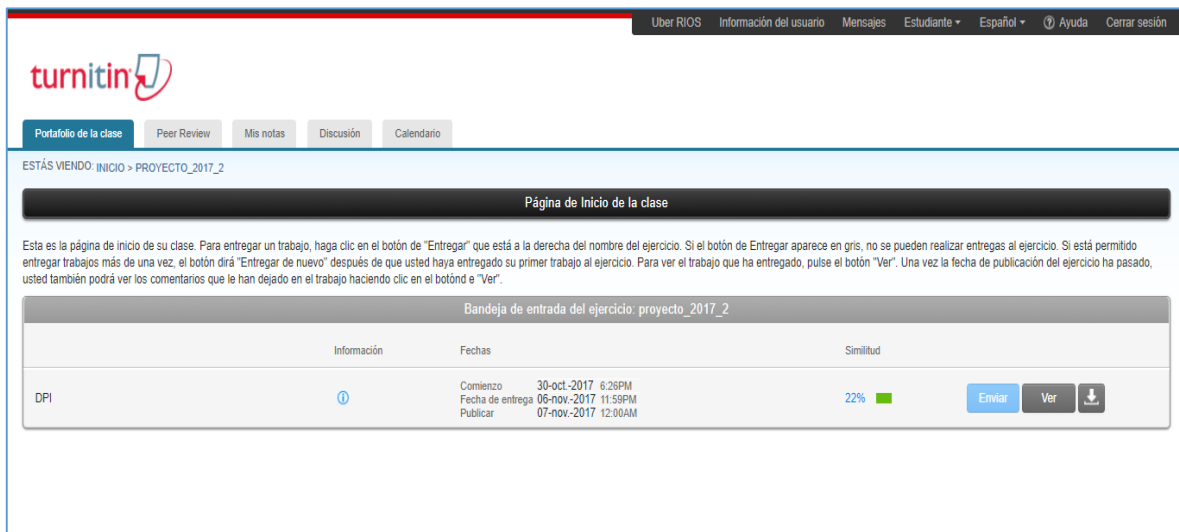 Uber RIOS Información del usuario Mensajes Estudiante Español Ayuda Cerrar sesión
turnitin
Portafolio de la clase Peer Review Mis notas Discusión Calendario
ESTÁS VIENDO: INICIO > PROYECTO_2017_2
Página de Inicio de la clase
Esta es la página de inicio de su clase. Para entregar un trabajo, haga clic en el botón de "Entregar" que está a la derecha del nombre del ejercicio. Si el botón de Entregar aparece en gris, no se pueden realizar entregas al ejercicio. Si está permitido
entregar trabajos más de una vez, el botón dirá "Entregar de nuevo" después de que usted haya entregado su primer trabajo al ejercicio. Para ver el trabajo que ha entregado, pulse el botón "Ver". Una vez la fecha de publicación del ejercicio ha pasado,
usted también podrá ver los comentarios que le han dejado en el trabajo haciendo clic en el botónd e "Ver".
Bandeja de entrada del ejercicio: proyecto_2017_2
Información Fechas Similitud
Comienzo 30-oct.-2017 6:26PM
DPI Fecha de entrega 06-nov.-2017 11:59PM 22% Enviar Ver
Publicar 07-nov.-2017 12:00AM